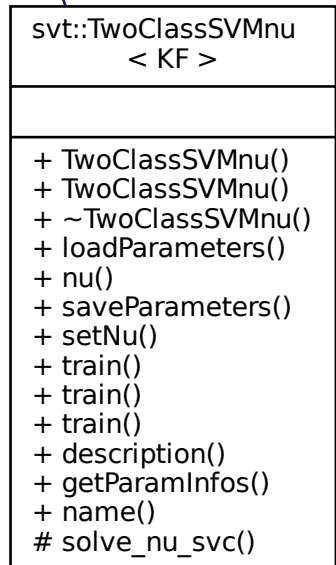 svt::TwoClassSVMnu
< KF >
+ TwoClassSVMnu()
+ TwoClassSVMnu()
+ ~TwoClassSVMnu()
+ loadParameters()
+ nu()
+ saveParameters()
+ setNu()
+ train()
+ train()
+ train()
+ description()
+ getParamInfos()
+ name()
# solve_nu_svc()